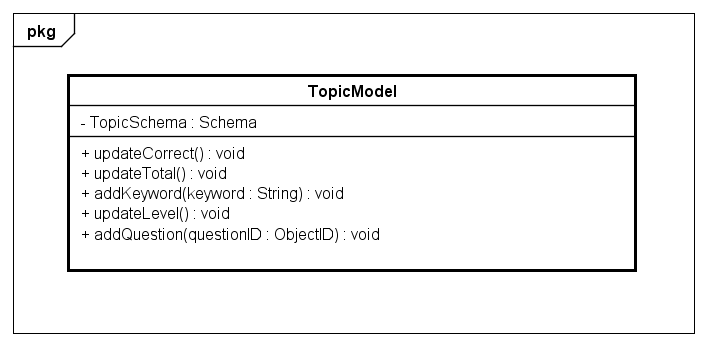 pkg
TopicModel
- TopicSchema : Schema
+ updateCorrect() : void
+ updateTotal() : void
+ addKeyword(keyword : String) : void
+ updateLevel() : void
+ addQuestion(questionID : ObjectID) : void